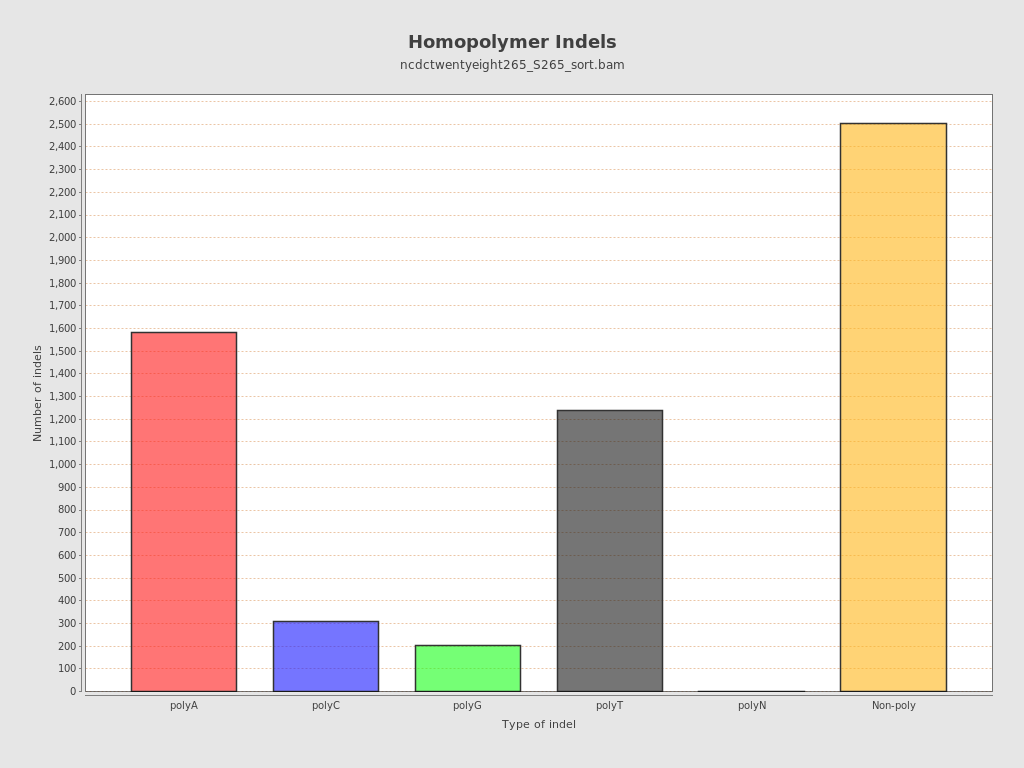 Homopolymer Indels
ncdctwentyeight265_S265_sort.bam
2,600
2,500
2,400
2,300
2,200
2,100
2,000
1,900
1,800
1,700
1,600
1,500
1,400
1,300
1,200
1,100
1,000
900
800
700
600
500
400
300
200
100
0
Number of indels
polyA
polyC
polyG
polyT
polyN
Non-poly
Type of indel